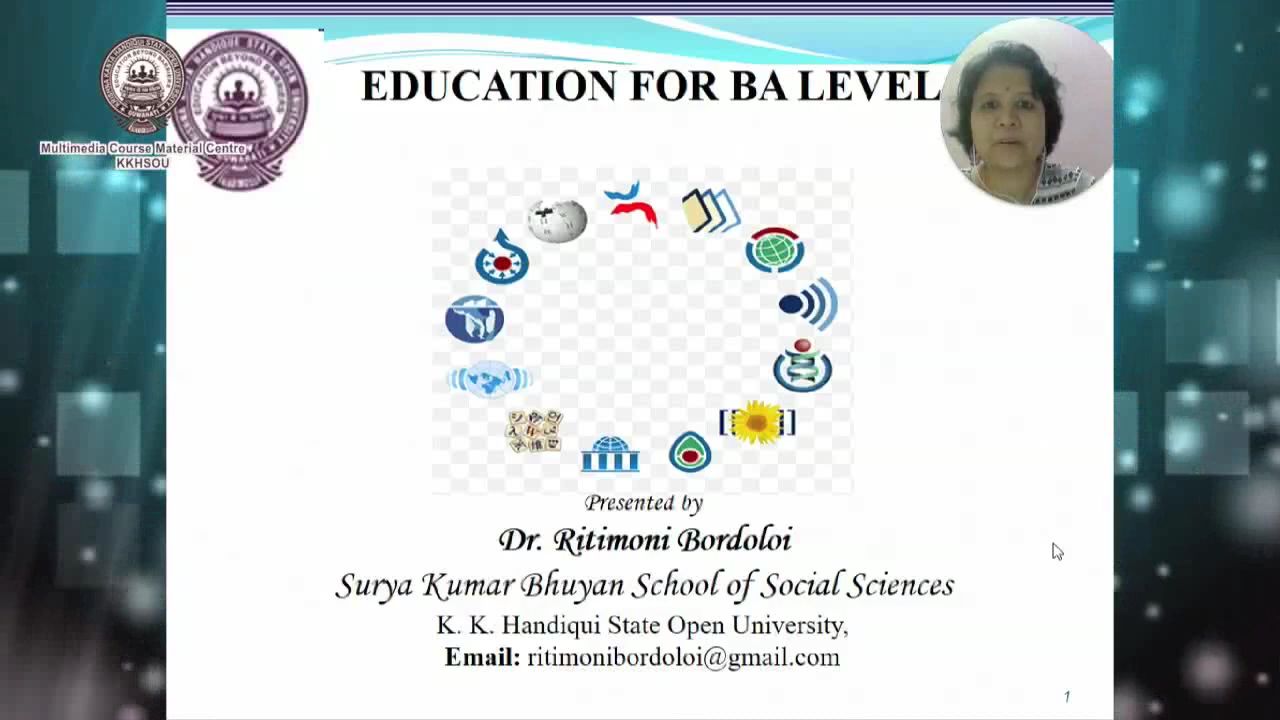 EDUCATION FOR BA LEVEL
Multimedia Course Material Centre
KKHSOU
Presented by
Dr. Ritimoni Bordoloi
Surya Kumar Bhuyan School of Social Sciences
K. K. Handiqui State Open University,
Email: ritimonibordoloi@gmail.com
1